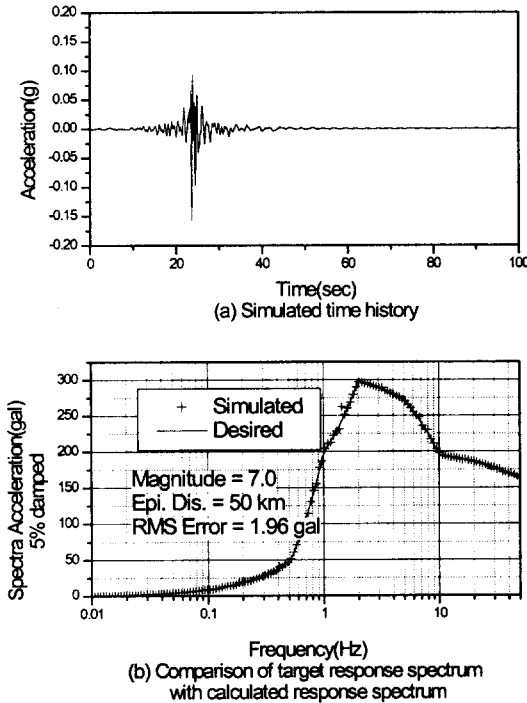 0.20
0.15
0.10
0.05
0.00
-0.05
-0.10
-0.15
-0.20
Acceleration(g)
0 20 40 60 80 100
Time(sec)
(a) Simulated time history
300
250
200
150
100
50
0
Spectra Acceleration(gal)
5% damped
Simulated
Desired
Magnitude = 7.0
Epi. Dis. = 50 km
RMS Error = 1.96 gal
0.01 0.1 1 10
Frequency(Hz)
(b) Comparison of target response spectrum
with calculated response spectrum